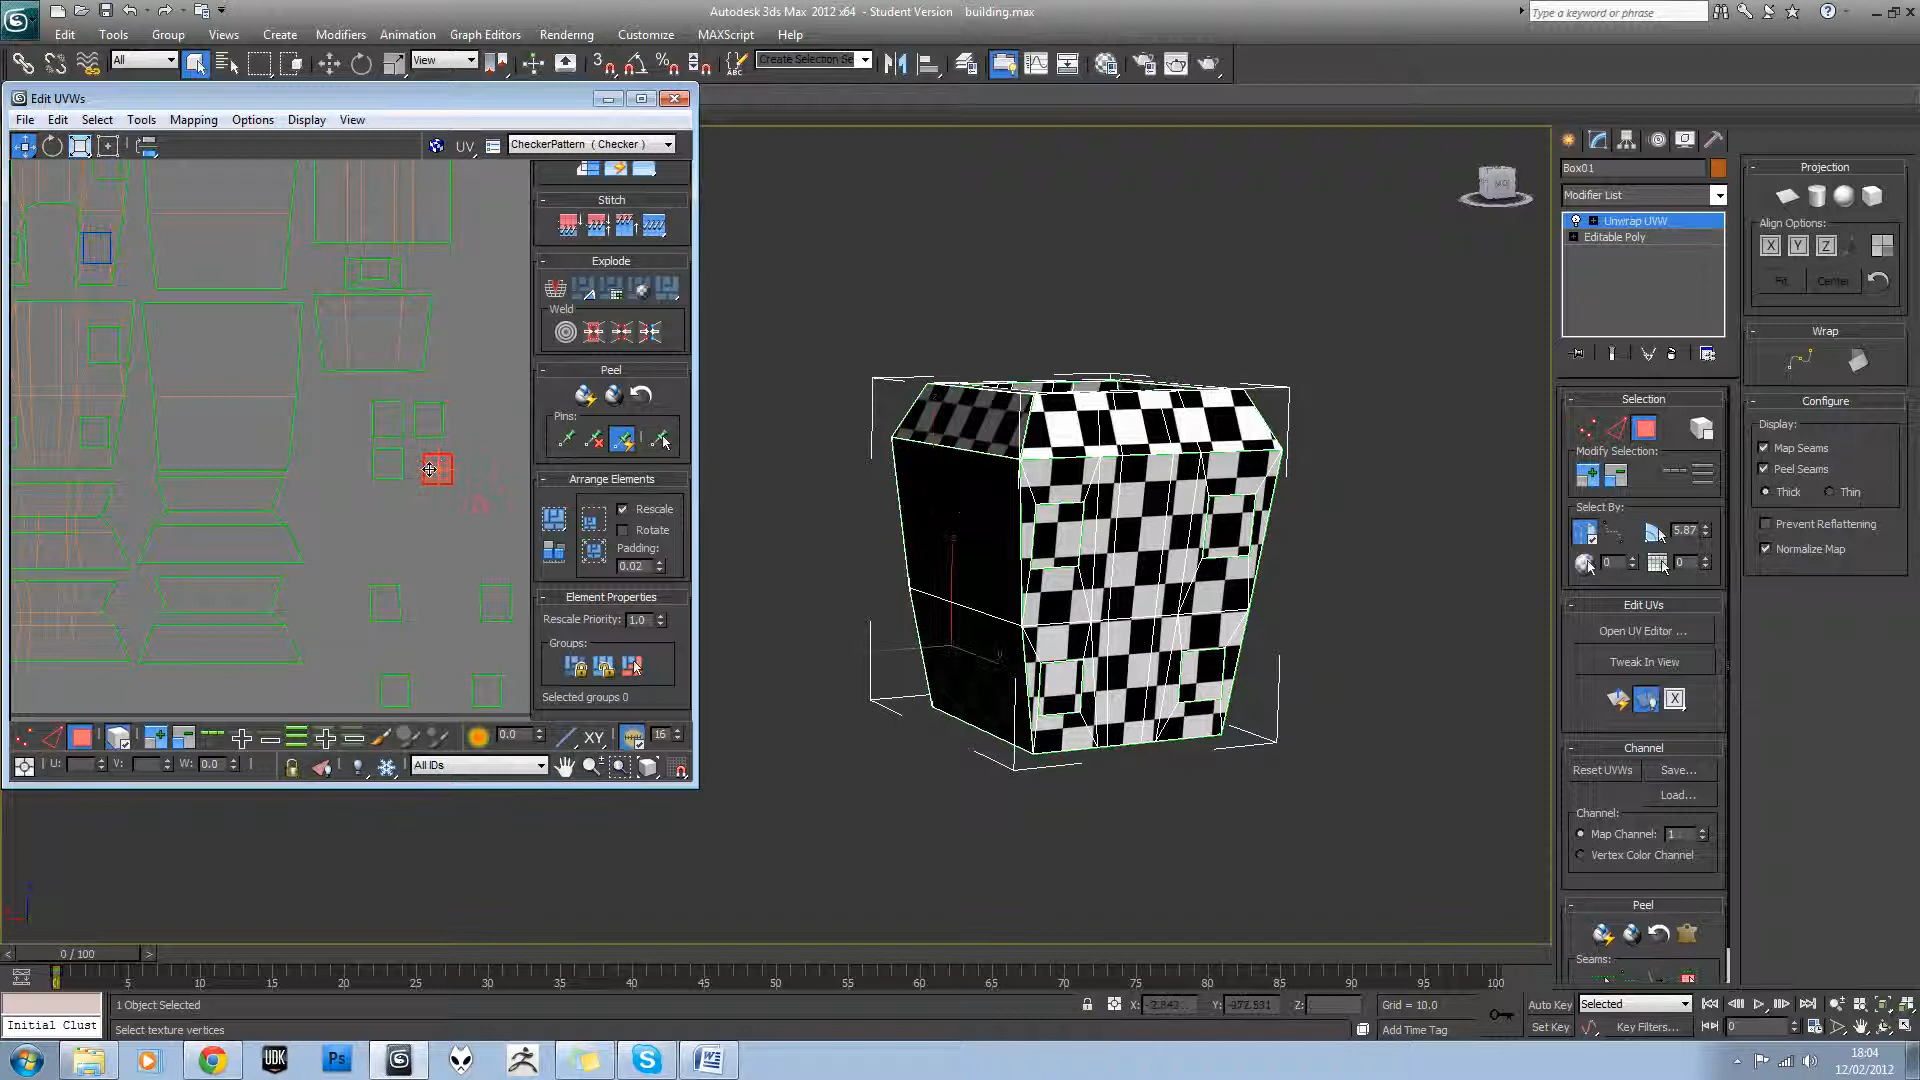 Autodesk 3ds Max 2012 x64 - Student Version building.max
Type a keyword or phrase
Edit Tools Group Views Create Modifiers Animation Graph Editors Rendering Customize MAXScript Help
All View Create Selection Se
Edit UVWs
File Edit Select Tools Mapping Options Display View
UV CheckerPattern ( Checker )
Stitch
Explode
Weld
Peel
Pins:
Arrange Elements
Rescale
Rotate
Padding:
0.02
Element Properties
Rescale Priority: 1.0
Groups:
Selected groups 0
0.0 XY 16
U: V: W: 0.0 All IDs
Box01
Modifier List
Unwrap UVW
Editable Poly
Selection
Modify Selection:
Select By:
5.87
0 0
Edit UVs
Open UV Editor ...
Tweak In View
Channel
Reset UVWs Save...
Load...
Channel:
Map Channel: 1
Vertex Color Channel
Peel
Seams:
Projection
Align Options:
X Y Z
Fit Center
Wrap
Configure
Display:
Map Seams
Peel Seams
Thick Thin
Prevent Reflattening
Normalize Map
0 / 100
5 10 15 20 25 30 35 40 45 50 55 60 65 70 75 80 85 90 95 100
1 Object Selected X: Y: Z: Grid = 10.0 Auto Key Selected
Initial Clust Select texture vertices Add Time Tag Set Key Key Filters... 0
UDK Ps
18:04
12/02/2012